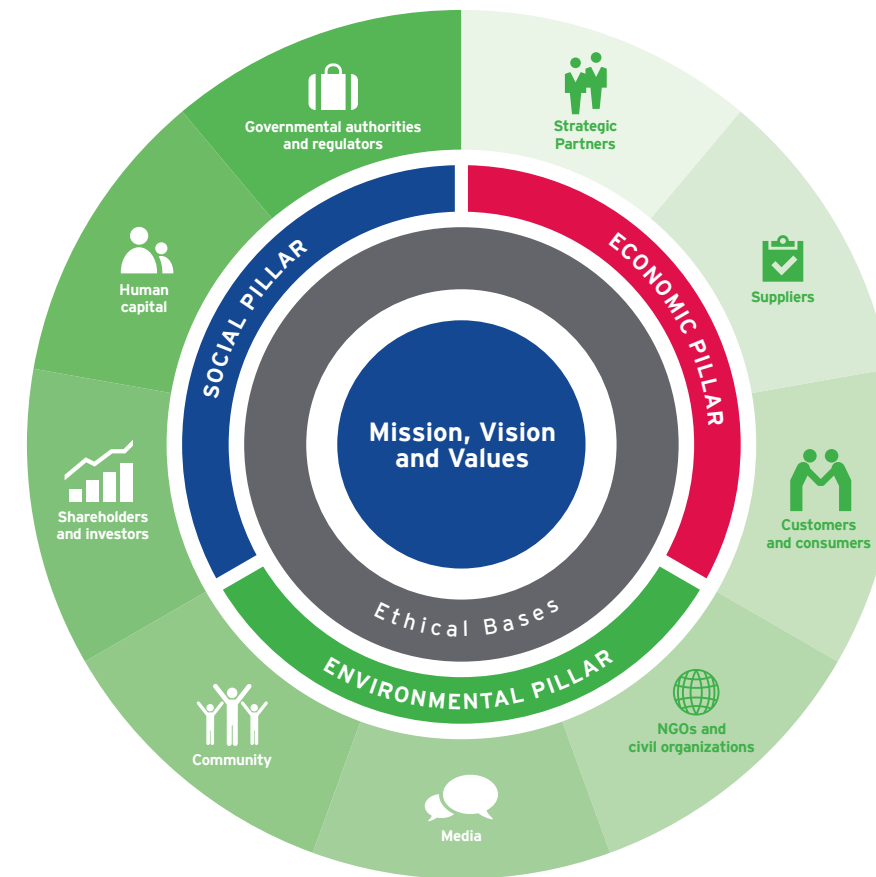 Governmental authorities
and regulators
Strategic
Partners
Human
capital
Suppliers
SOCIAL PILLAR
ECONOMIC PILLAR
Mission, Vision
and Values
Shareholders
and investors
Customers
and consumers
Ethical Bases
ENVIRONMENTAL PILLAR
NGOs and
civil organizations
Community
Media